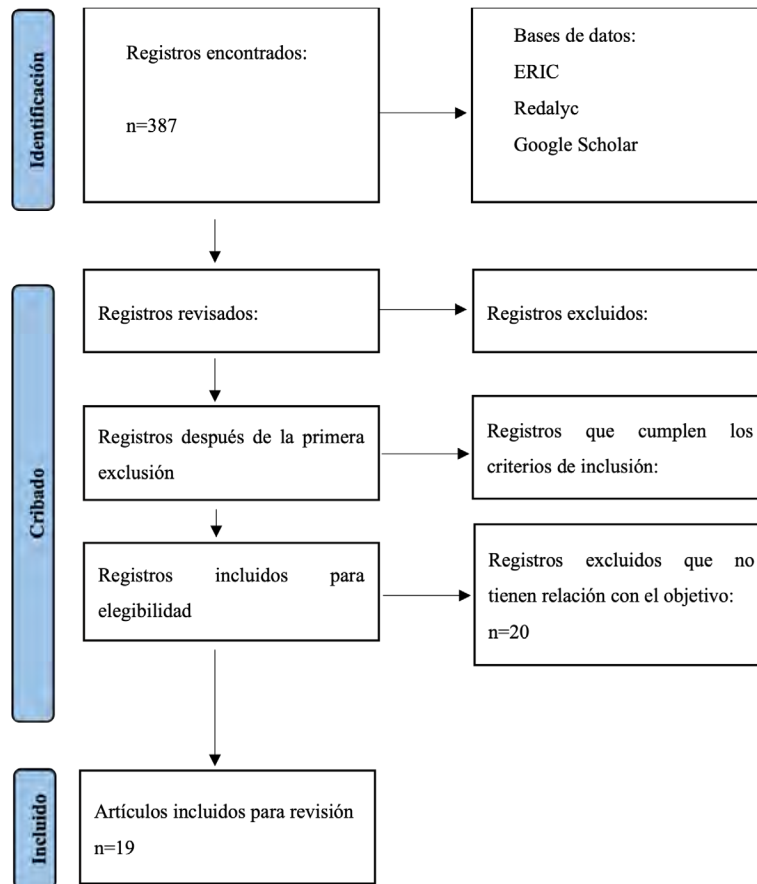 Identificación
Registros encontrados:
n=387
Bases de datos:
ERIC
Redalyc
Google Scholar
Cribado
Registros revisados:
Registros excluidos:
Registros después de la primera
exclusión
Registros que cumplen los
criterios de inclusión:
Registros incluidos para
elegibilidad
Registros excluidos que no
tienen relación con el objetivo:
n=20
Incluido
Artículos incluidos para revisión
n=19